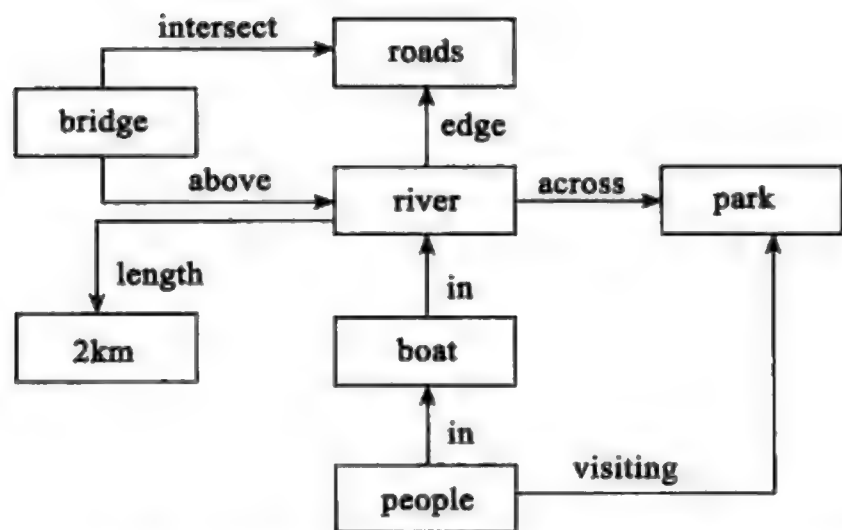 intersect
roads
bridge
edge
above
river
across
park
length
in
2km
boat
in
visiting
people